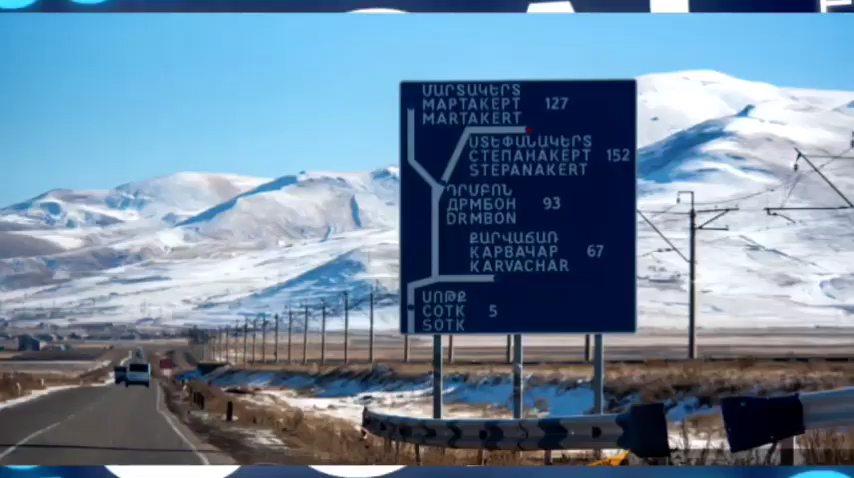 ՄԱՐՏԱԿԵՐՏ
МАРТАКЕРТ 127
MARTAKERT
ՍՏԵՓԱՆԱԿԵՐՏ
СТЕПАНАКЕРТ 152
STEPANAKERT
ԴՐՄԲՈՆ
ДРМБОН 93
DRMBON
ՔԱՐՎԱՃԱՌ
КАРВАЧАР 67
KARVACHAR
ՍՈԹՔ
СОТК 5
SOTK